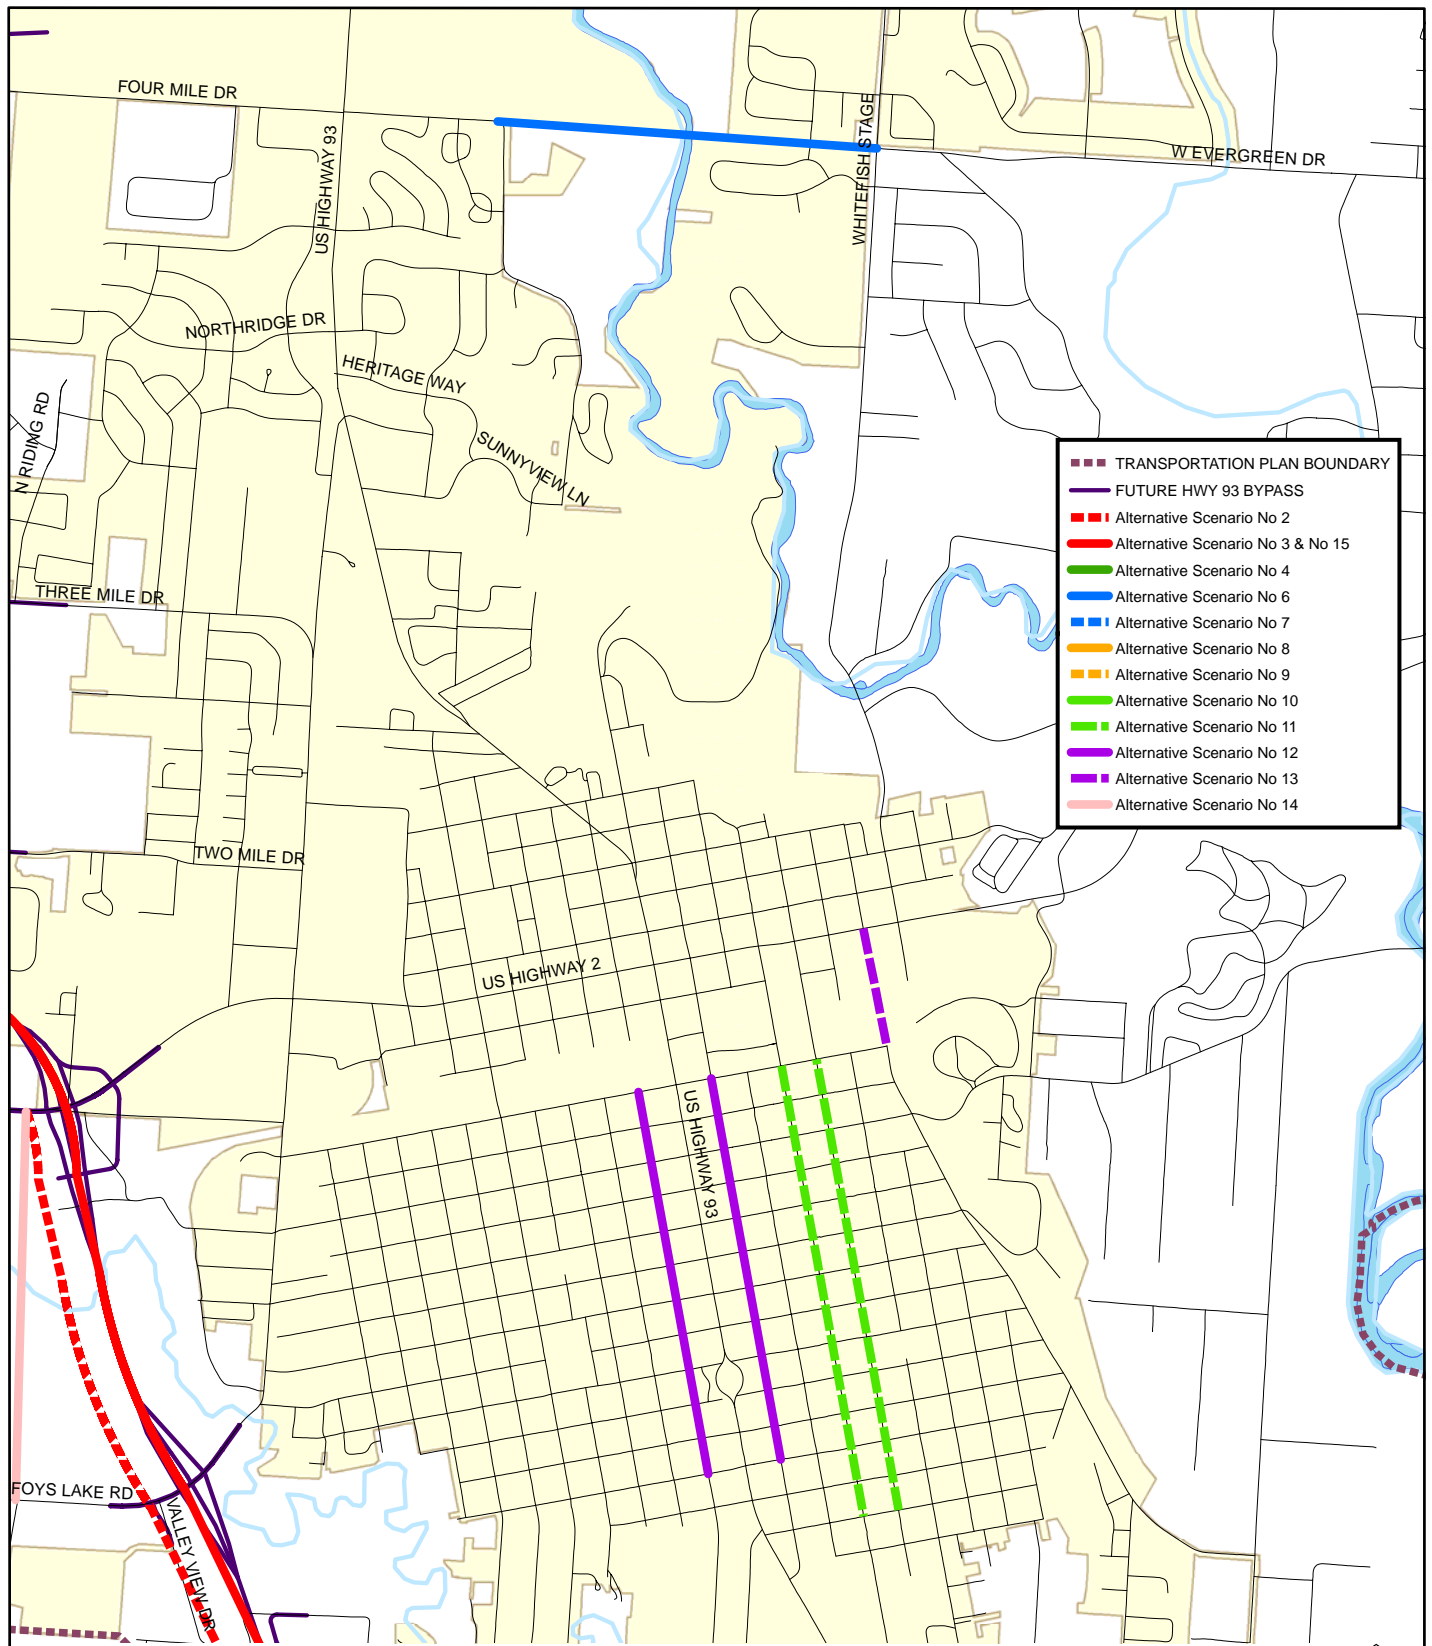 FOUR MILE DR
US HIGHWAY 93
WHITEFISH STAGE
W EVERGREEN DR
NORTHRIDGE DR
HERITAGE WAY
N RIDING RD
SUNNYVIEW LN
THREE MILE DR
TWO MILE DR
US HIGHWAY 2
US HIGHWAY 93
FOYS LAKE RD
VALLEY VIEW DR
TRANSPORTATION PLAN BOUNDARY
FUTURE HWY 93 BYPASS
Alternative Scenario No 2
Alternative Scenario No 3 & No 15
Alternative Scenario No 4
Alternative Scenario No 6
Alternative Scenario No 7
Alternative Scenario No 8
Alternative Scenario No 9
Alternative Scenario No 10
Alternative Scenario No 11
Alternative Scenario No 12
Alternative Scenario No 13
Alternative Scenario No 14